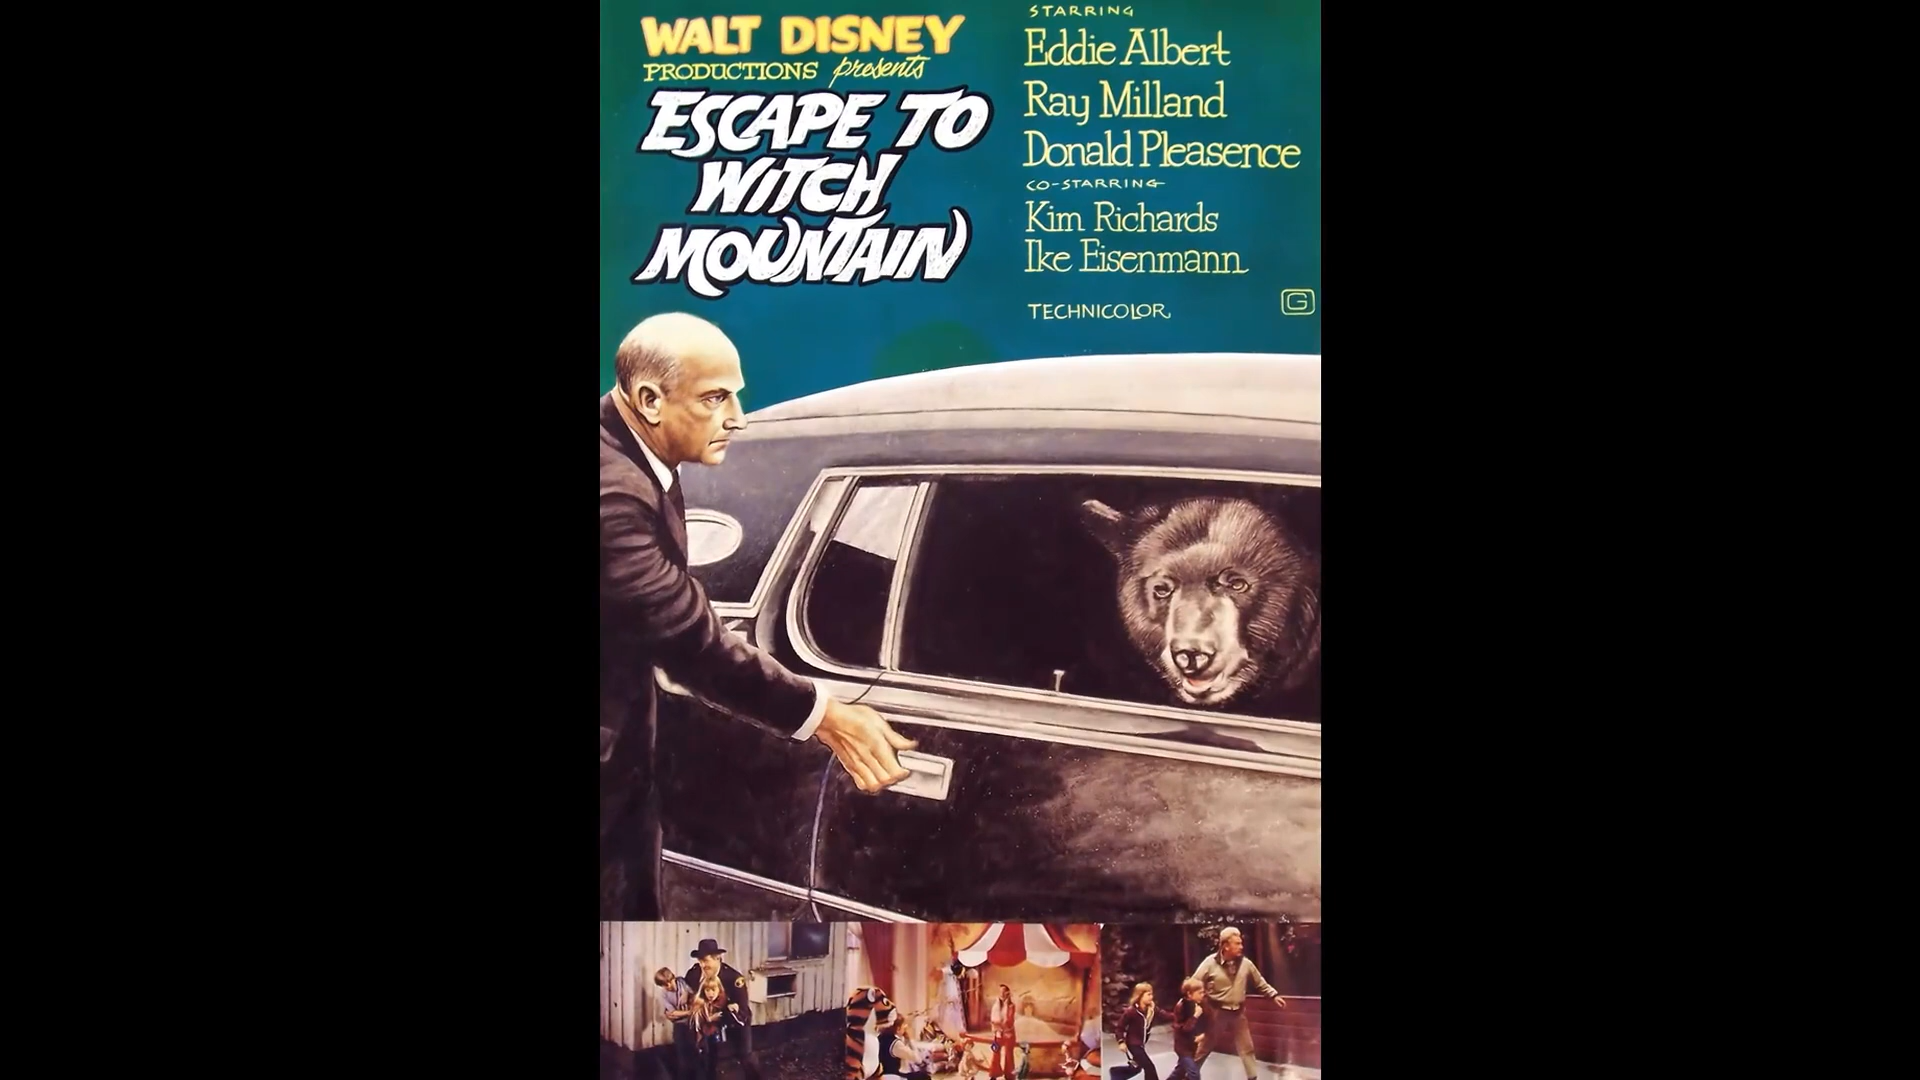 WALT DISNEY
PRODUCTIONS presents
ESCAPE TO
WITCH
MOUNTAIN
STARRING
Eddie Albert
Ray Milland
Donald Pleasence
CO-STARRING
Kim Richards
Ike Eisenmann
TECHNICOLOR
G